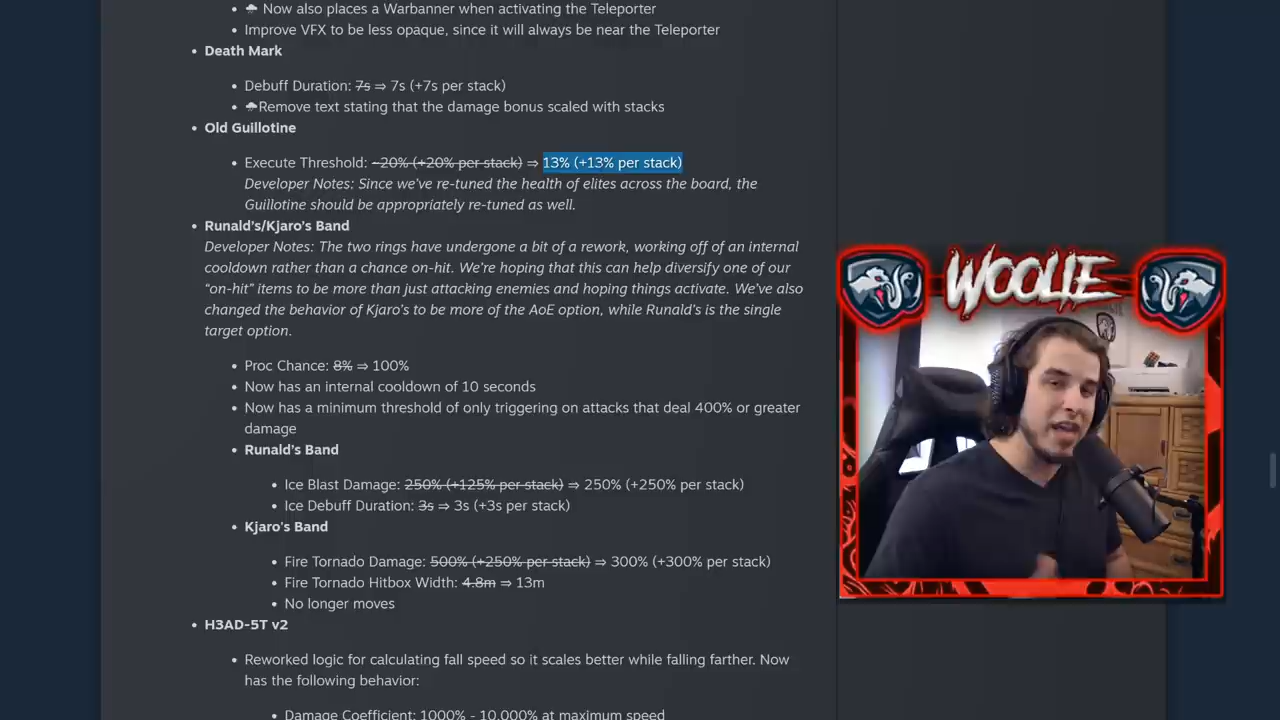 🌧 Now also places a Warbanner when activating the Teleporter
Improve VFX to be less opaque, since it will always be near the Teleporter
Death Mark
Debuff Duration: 7s ⇒ 7s (+7s per stack)
🌧Remove text stating that the damage bonus scaled with stacks
Old Guillotine
Execute Threshold: ~20% (+20% per stack) ⇒ 13% (+13% per stack)
Developer Notes: Since we've re-tuned the health of elites across the board, the
Guillotine should be appropriately re-tuned as well.
Runald's/Kjaro's Band
Developer Notes: The two rings have undergone a bit of a rework, working off of an internal
cooldown rather than a chance on-hit. We're hoping that this can help diversify one of our
"on-hit" items to be more than just attacking enemies and hoping things activate. We've also
changed the behavior of Kjaro's to be more of the AoE option, while Runald's is the single
target option.
Proc Chance: 8% ⇒ 100%
Now has an internal cooldown of 10 seconds
Now has a minimum threshold of only triggering on attacks that deal 400% or greater
damage
Runald's Band
Ice Blast Damage: 250% (+125% per stack) ⇒ 250% (+250% per stack)
Ice Debuff Duration: 3s ⇒ 3s (+3s per stack)
Kjaro's Band
Fire Tornado Damage: 500% (+250% per stack) ⇒ 300% (+300% per stack)
Fire Tornado Hitbox Width: 4.8m ⇒ 13m
No longer moves
H3AD-5T v2
Reworked logic for calculating fall speed so it scales better while falling farther. Now
has the following behavior:
Damage Coefficient: 1000% - 10,000% at maximum speed
WOOLIE